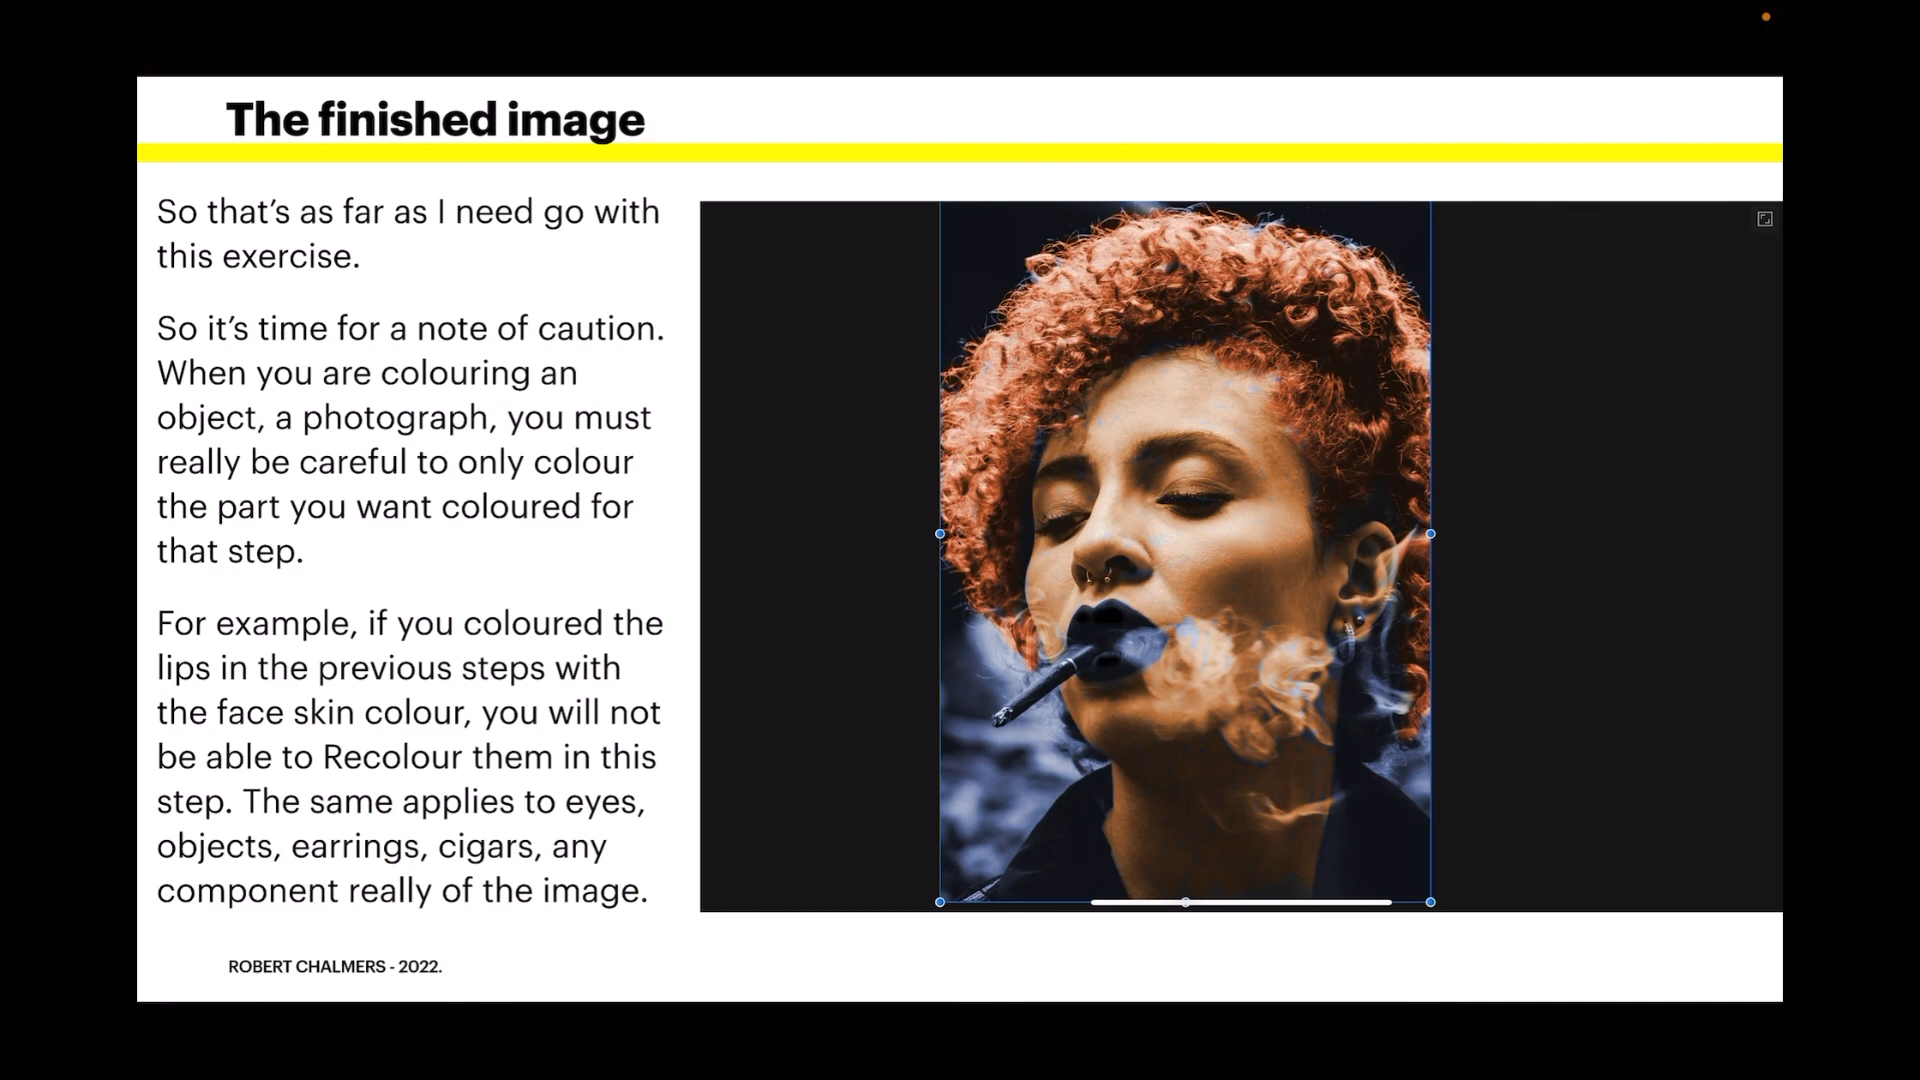 The finished image
So that’s as far as I need go with
this exercise.
So it’s time for a note of caution.
When you are colouring an
object, a photograph, you must
really be careful to only colour
the part you want coloured for
that step.
For example, if you coloured the
lips in the previous steps with
the face skin colour, you will not
be able to Recolour them in this
step. The same applies to eyes,
objects, earrings, cigars, any
component really of the image.
ROBERT CHALMERS - 2022.